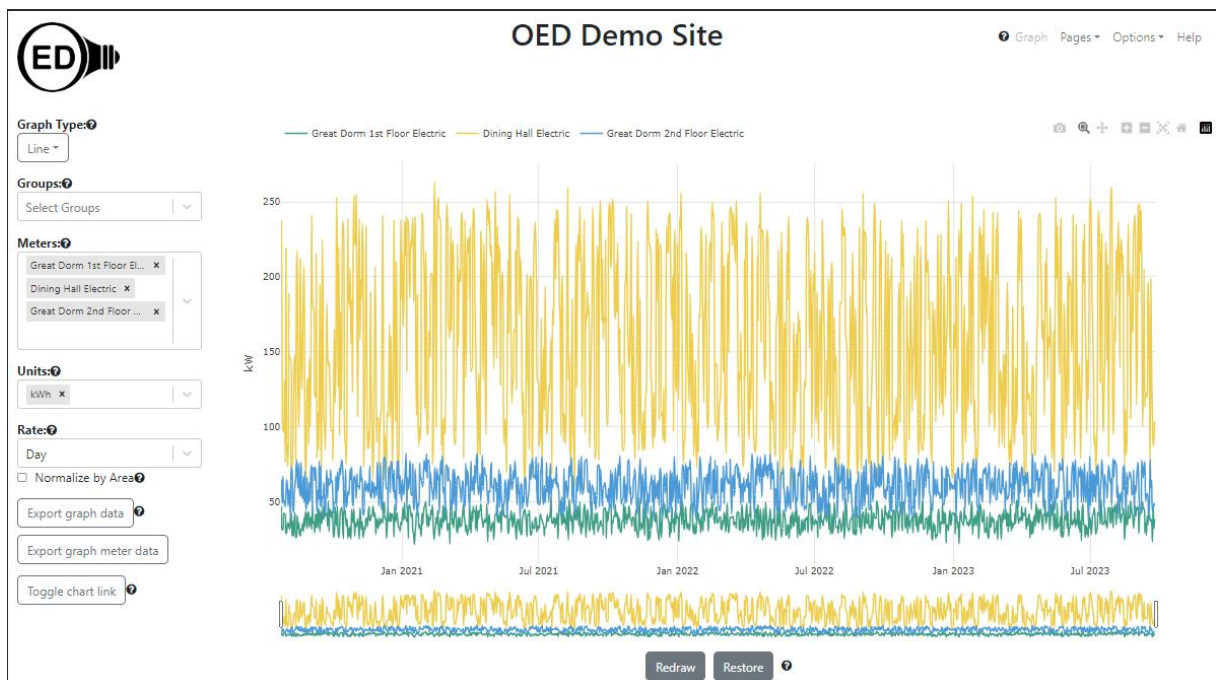 OED Demo Site
ED
Graph Pages Options Help
Graph Type:
Line
Groups:
Select Groups
Meters:
Great Dorm 1st Floor El... x
Dining Hall Electric x
Great Dorm 2nd Floor ... x
Units:
kWh x
Rate:
Day
Normalize by Area
Export graph data
Export graph meter data
Toggle chart link
Great Dorm 1st Floor Electric Dining Hall Electric Great Dorm 2nd Floor Electric
250
200
150
100
50
kW
Jan 2021 Jul 2021 Jan 2022 Jul 2022 Jan 2023 Jul 2023
Redraw Restore